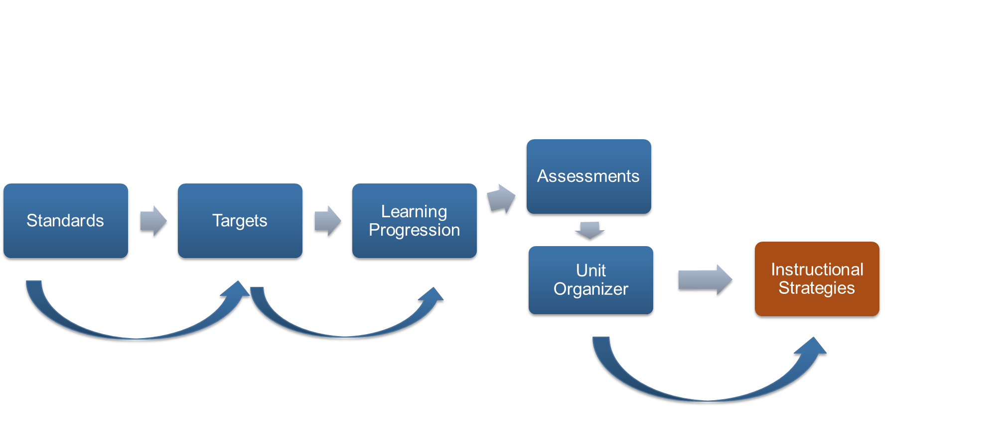 Standards
Targets
Learning
Progression
Assessments
Unit
Organizer
Instructional
Strategies